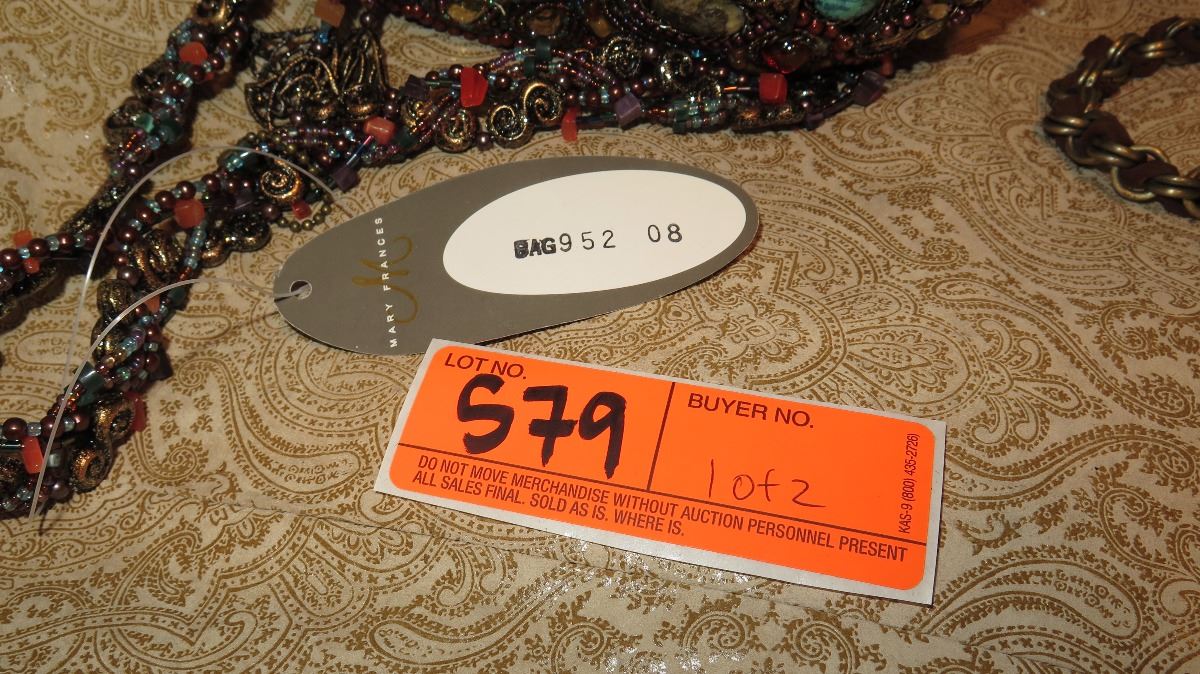 MARY FRANCES
BAG952 08
LOT NO.
579
BUYER NO.
1 of 2
DO NOT MOVE MERCHANDISE WITHOUT AUCTION PERSONNEL PRESENT
ALL SALES FINAL. SOLD AS IS. WHERE IS.
KAS-9 (800) 435-2726)